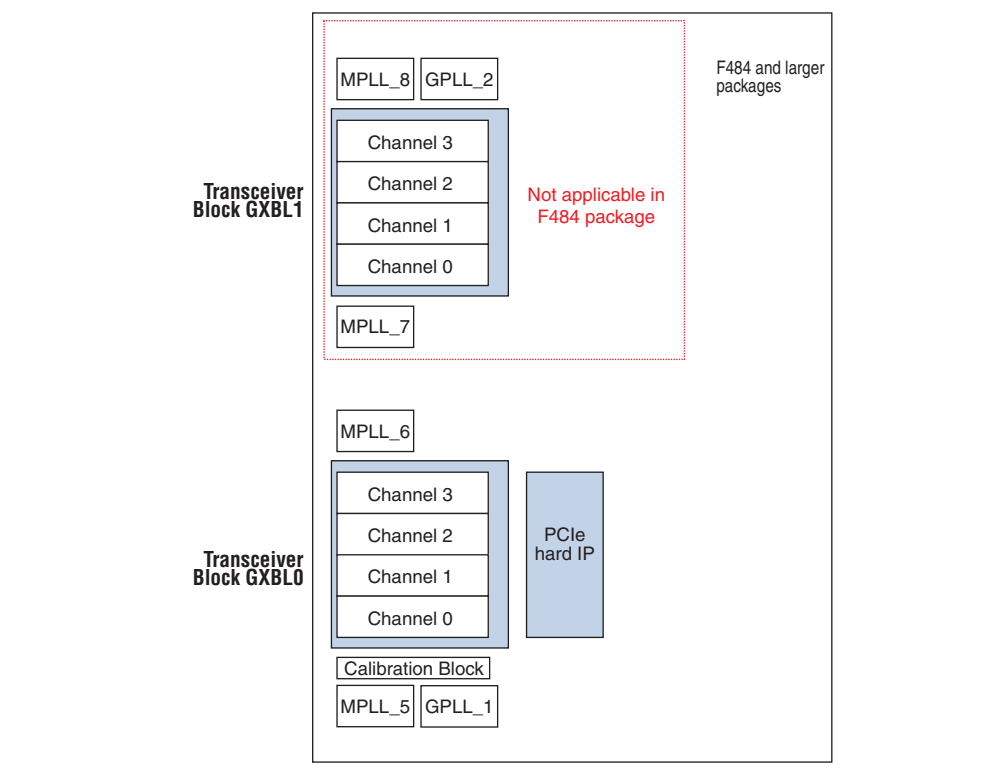 F484 and larger
packages
MPLL_8 GPLL_2
Channel 3
Channel 2
Channel 1
Channel 0
Transceiver
Block GXBL1
Not applicable in
F484 package
MPLL_7
MPLL_6
Channel 3
Channel 2
Channel 1
Channel 0
Transceiver
Block GXBL0
PCIe
hard IP
Calibration Block
MPLL_5 GPLL_1